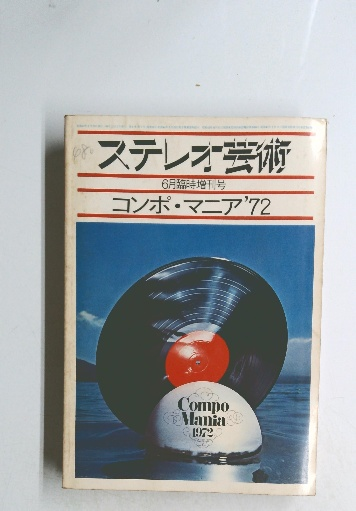 ステレオ芸術
6月臨時増刊号
コンポ・マニア'72
Compo
Mania
1972